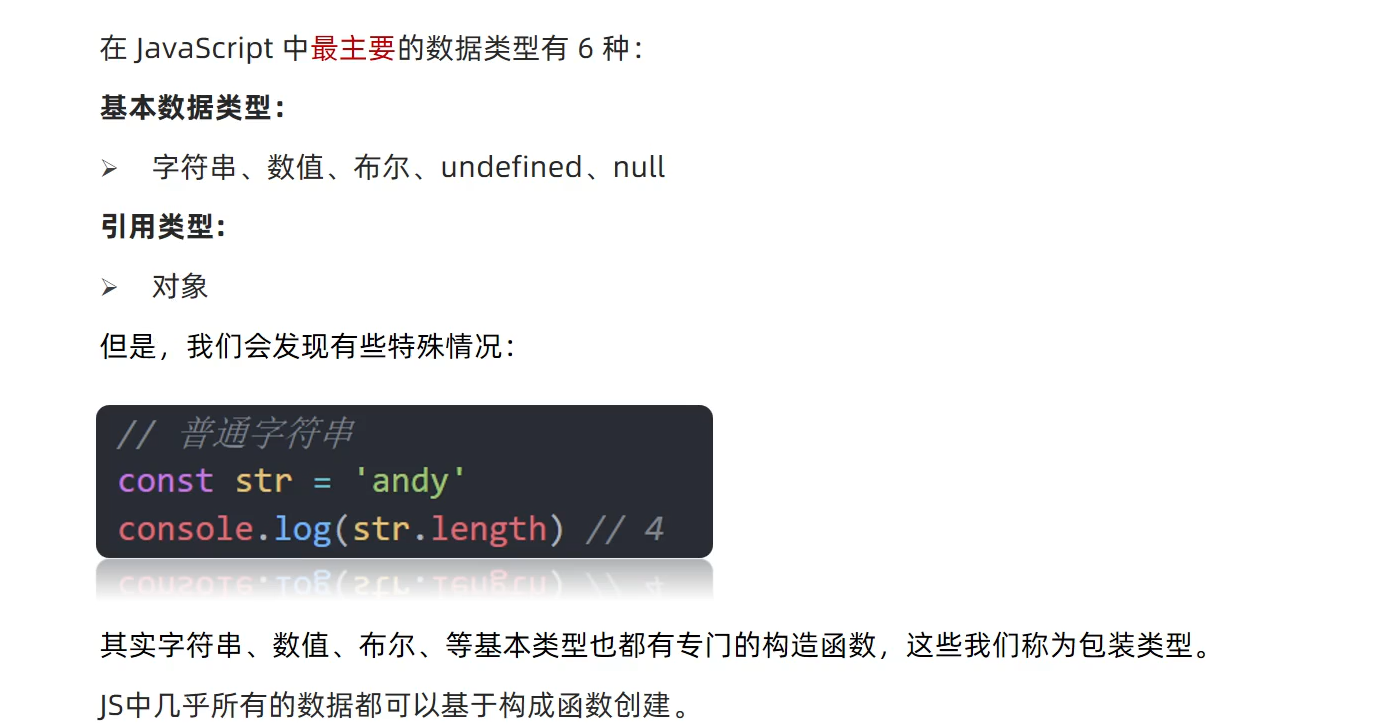 在 JavaScript 中最主要的数据类型有 6 种：
基本数据类型：
➢ 字符串、数值、布尔、undefined、null
引用类型：
➢ 对象
但是，我们会发现有些特殊情况：
// 普通字符串
const str = 'andy'
console.log(str.length) // 4
其实字符串、数值、布尔、等基本类型也都有专门的构造函数，这些我们称为包装类型。
JS中几乎所有的数据都可以基于构成函数创建。